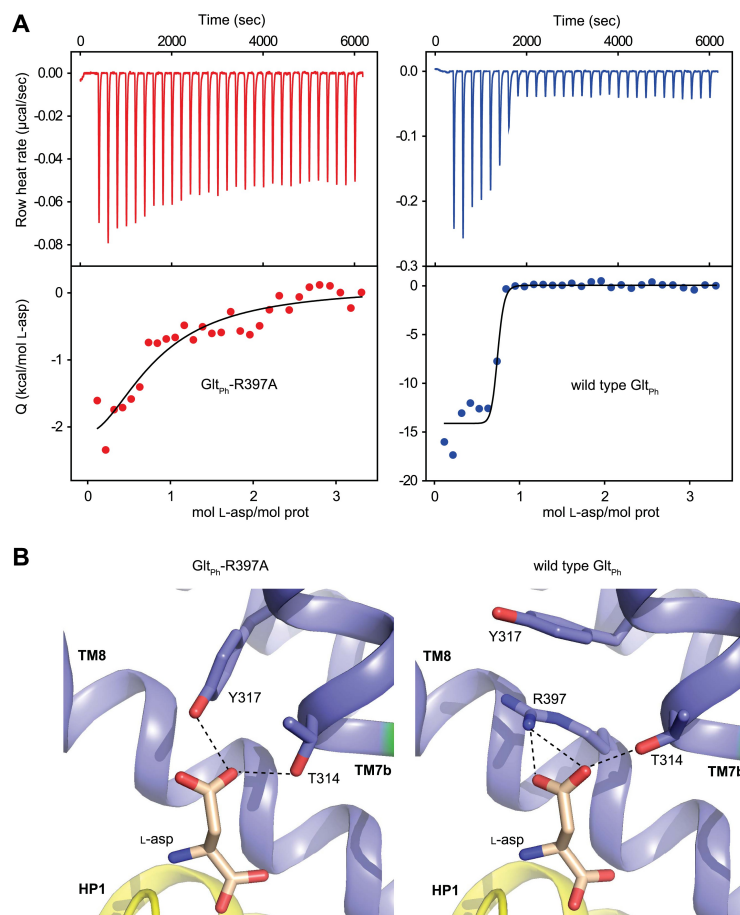 A
Time (sec)
0 2000 4000 6000
0.00
-0.02
-0.04
-0.06
-0.08
Row heat rate (µcal/sec)
Time (sec)
0 2000 4000 6000
0.0
-0.1
-0.2
-0.3
0
-1
-2
Q (kcal/mol L-asp)
GltPh-R397A
0 1 2 3
mol L-asp/mol prot
0
-5
-10
-15
-20
wild type GltPh
0 1 2 3
mol L-asp/mol prot
B
GltPh-R397A
TM8
Y317
T314
TM7b
L-asp
HP1
wild type GltPh
Y317
TM8
R397
T314
TM7b
L-asp
HP1